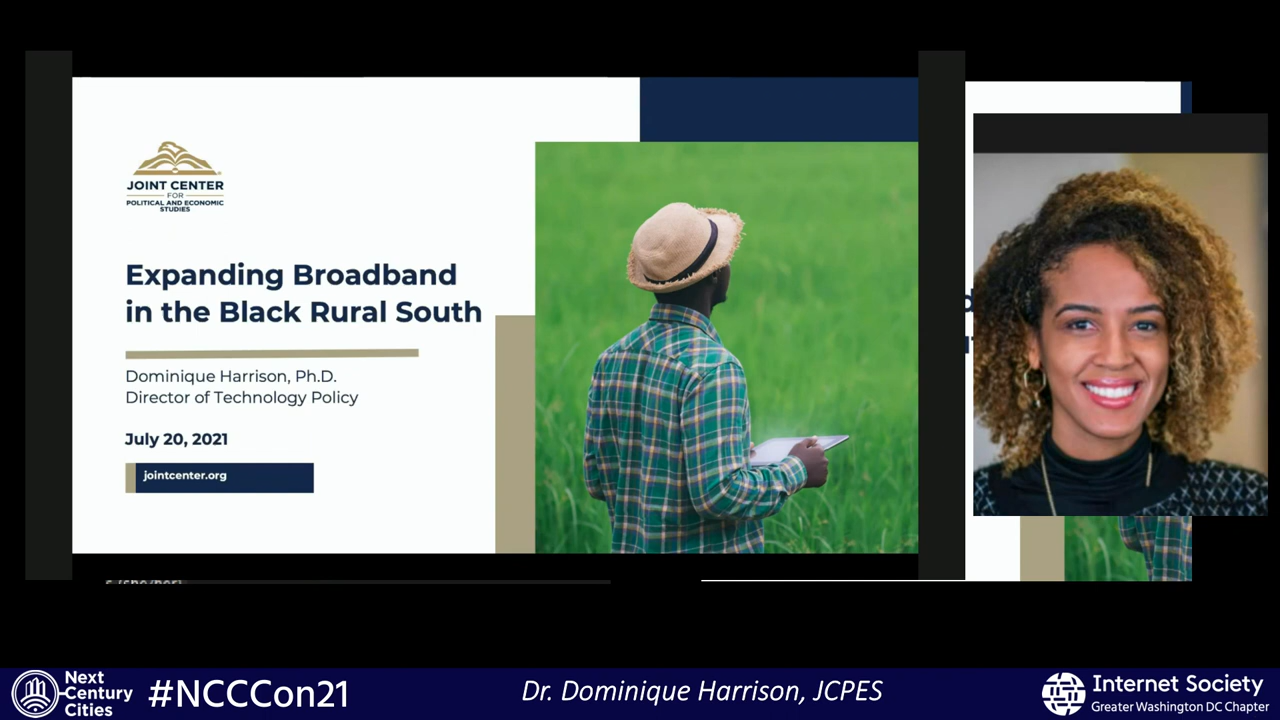 JOINT CENTER
FOR
POLITICAL AND ECONOMIC
STUDIES
Expanding Broadband
in the Black Rural South
Dominique Harrison, Ph.D.
Director of Technology Policy
July 20, 2021
jointcenter.org
Next
Century
Cities
#NCCCon21
Dr. Dominique Harrison, JCPES
Internet Society
Greater Washington DC Chapter